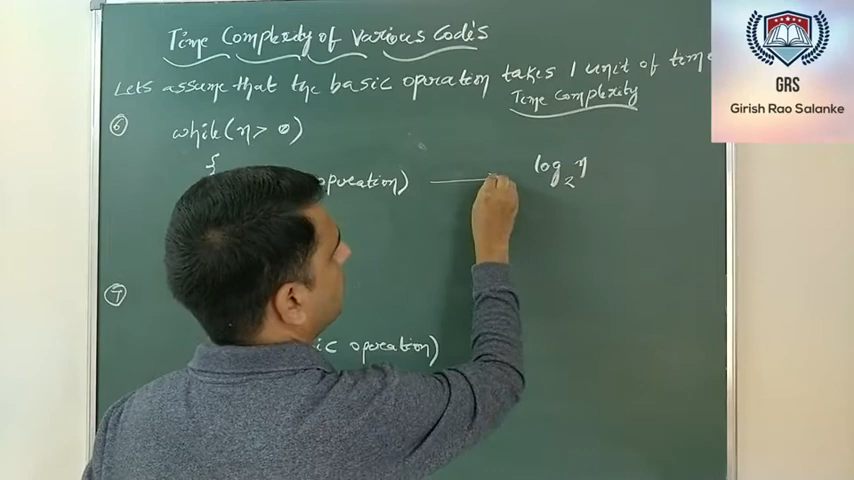 Time Complexity of Various Code's
Lets assume that the basic operation takes 1 unit of time
Time Complexity
⑥ while(n > 0)
{
operation) log₂ n
⑦
ic operation)
GRS
Girish Rao Salanke